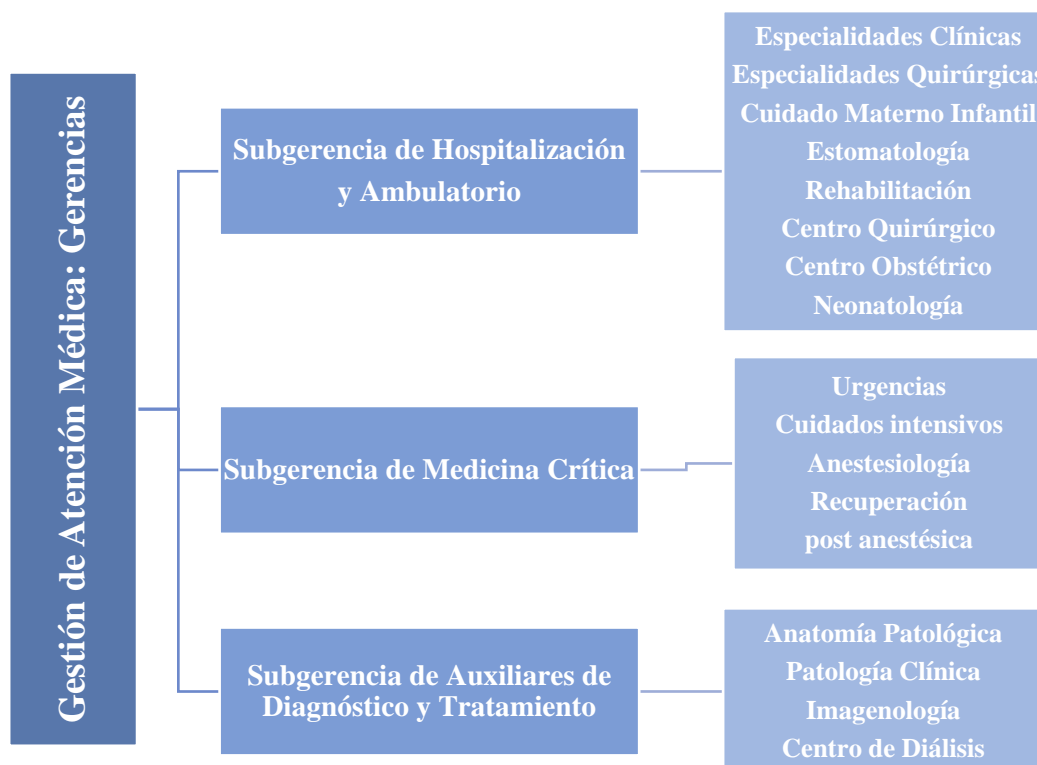 Gestión de Atención Médica: Gerencias
Subgerencia de Hospitalización
y Ambulatorio
Especialidades Clínicas
Especialidades Quirúrgicas
Cuidado Materno Infantil
Estomatología
Rehabilitación
Centro Quirúrgico
Centro Obstétrico
Neonatología
Subgerencia de Medicina Crítica
Urgencias
Cuidados intensivos
Anestesiología
Recuperación
post anestésica
Subgerencia de Auxiliares de
Diagnóstico y Tratamiento
Anatomía Patológica
Patología Clínica
Imagenología
Centro de Diálisis